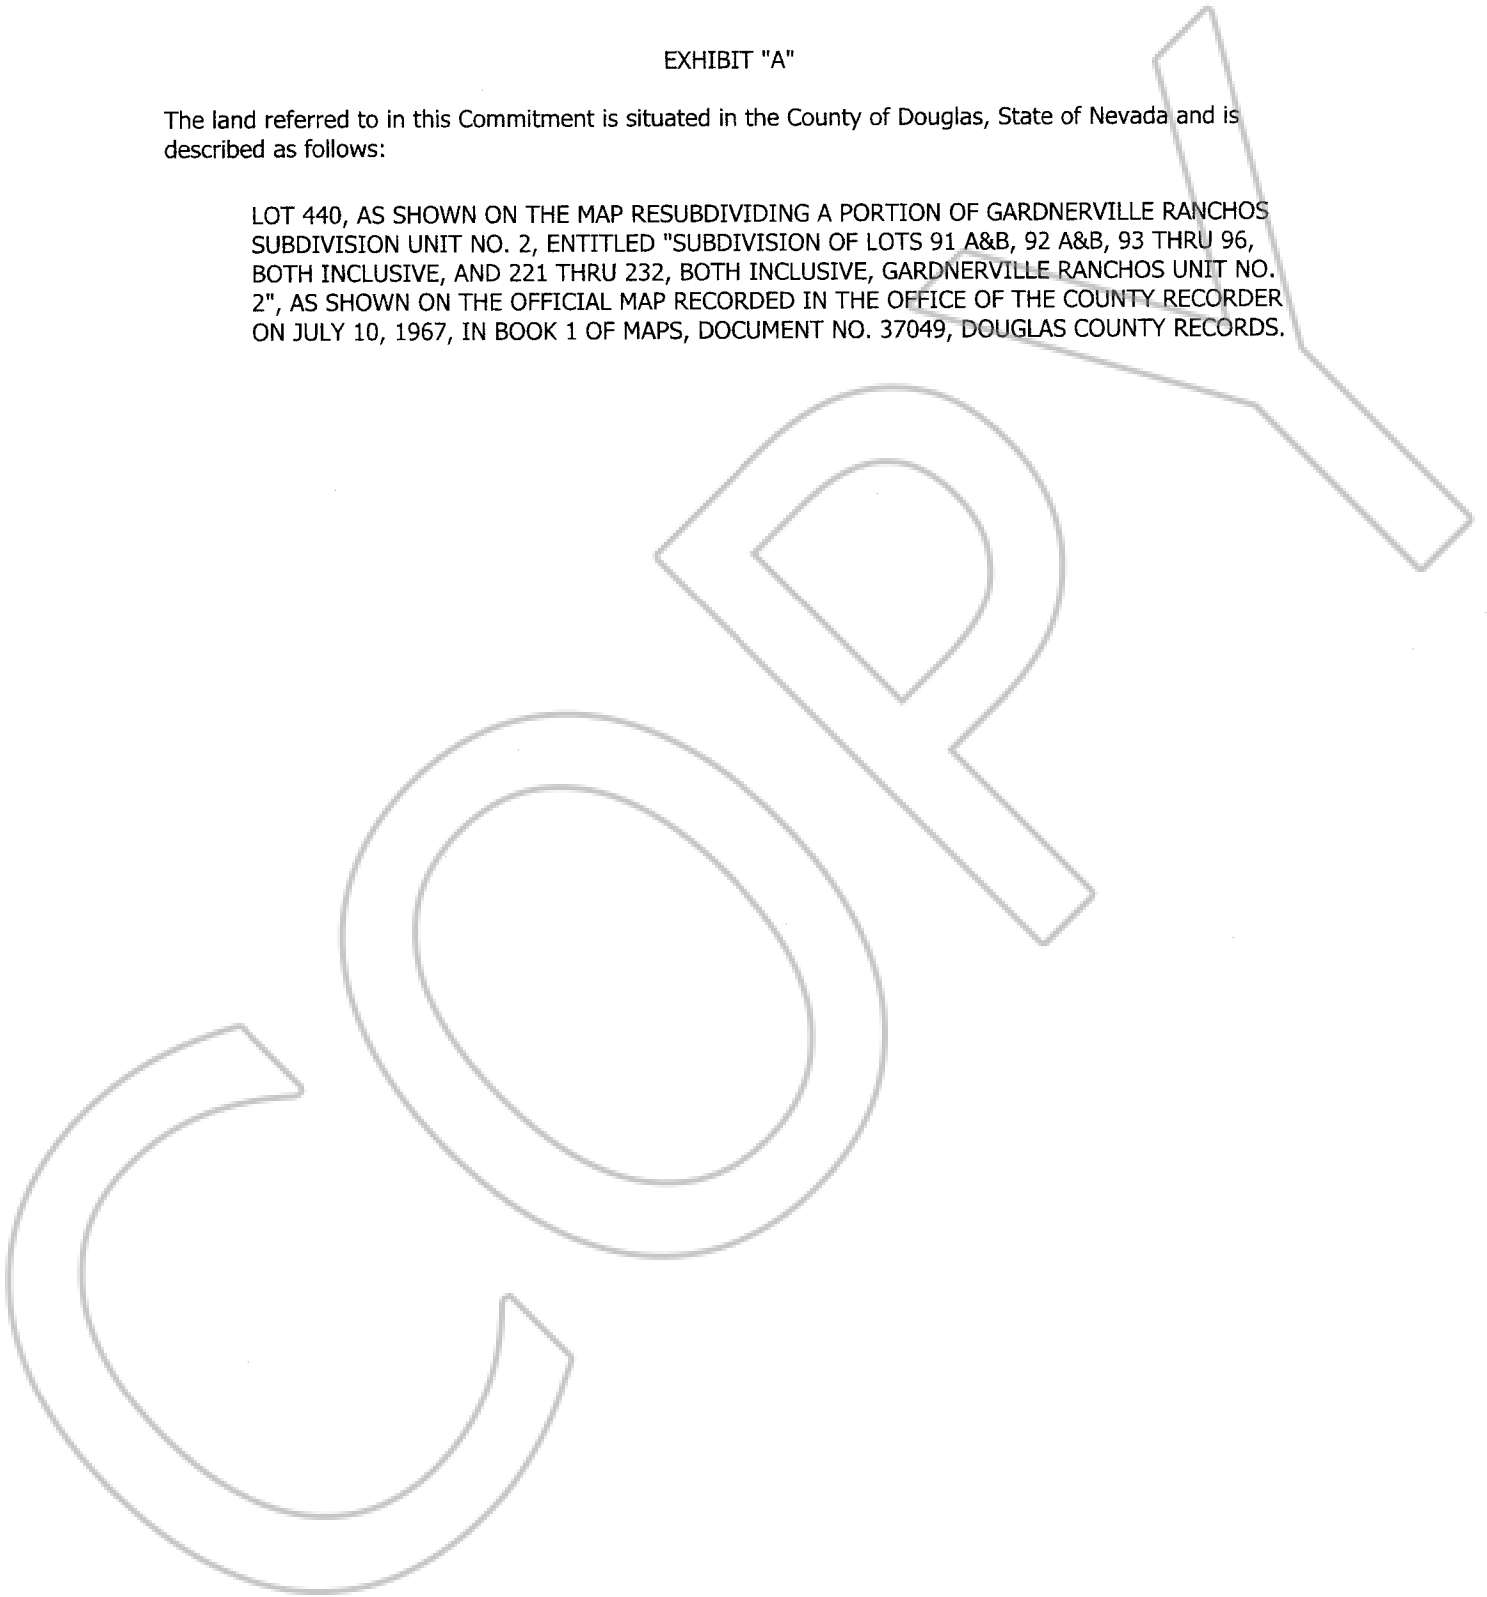 EXHIBIT "A"
The land referred to in this Commitment is situated in the County of Douglas, State of Nevada and is
described as follows:
LOT 440, AS SHOWN ON THE MAP RESUBDIVIDING A PORTION OF GARDNERVILLE RANCHOS
SUBDIVISION UNIT NO. 2, ENTITLED "SUBDIVISION OF LOTS 91 A&B, 92 A&B, 93 THRU 96,
BOTH INCLUSIVE, AND 221 THRU 232, BOTH INCLUSIVE, GARDNERVILLE RANCHOS UNIT NO.
2", AS SHOWN ON THE OFFICIAL MAP RECORDED IN THE OFFICE OF THE COUNTY RECORDER
ON JULY 10, 1967, IN BOOK 1 OF MAPS, DOCUMENT NO. 37049, DOUGLAS COUNTY RECORDS.
COPY